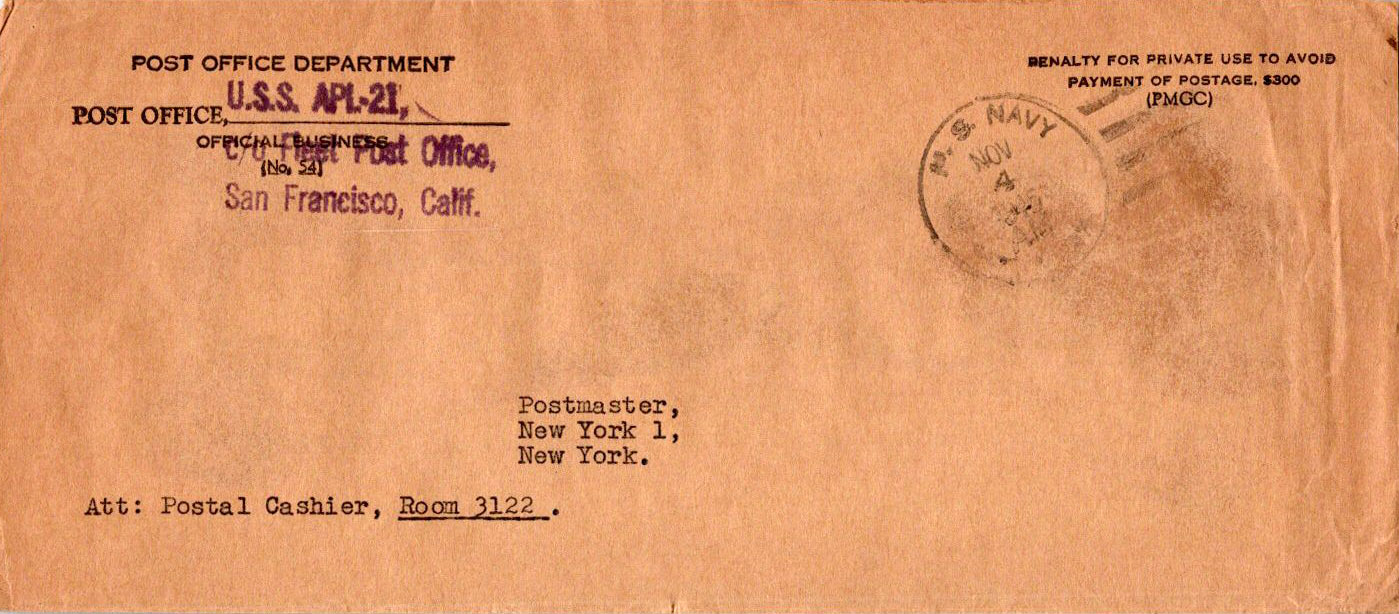 POST OFFICE DEPARTMENT
POST OFFICE, U.S.S. APL-21,
OFFICIAL BUSINESS
c/o Fleet Post Office,
(No. 54)
San Francisco, Calif.
PENALTY FOR PRIVATE USE TO AVOID
PAYMENT OF POSTAGE, $300
(PMGC)
U. S. NAVY
NOV
4
Postmaster,
New York 1,
New York.
Att: Postal Cashier, Room 3122 .